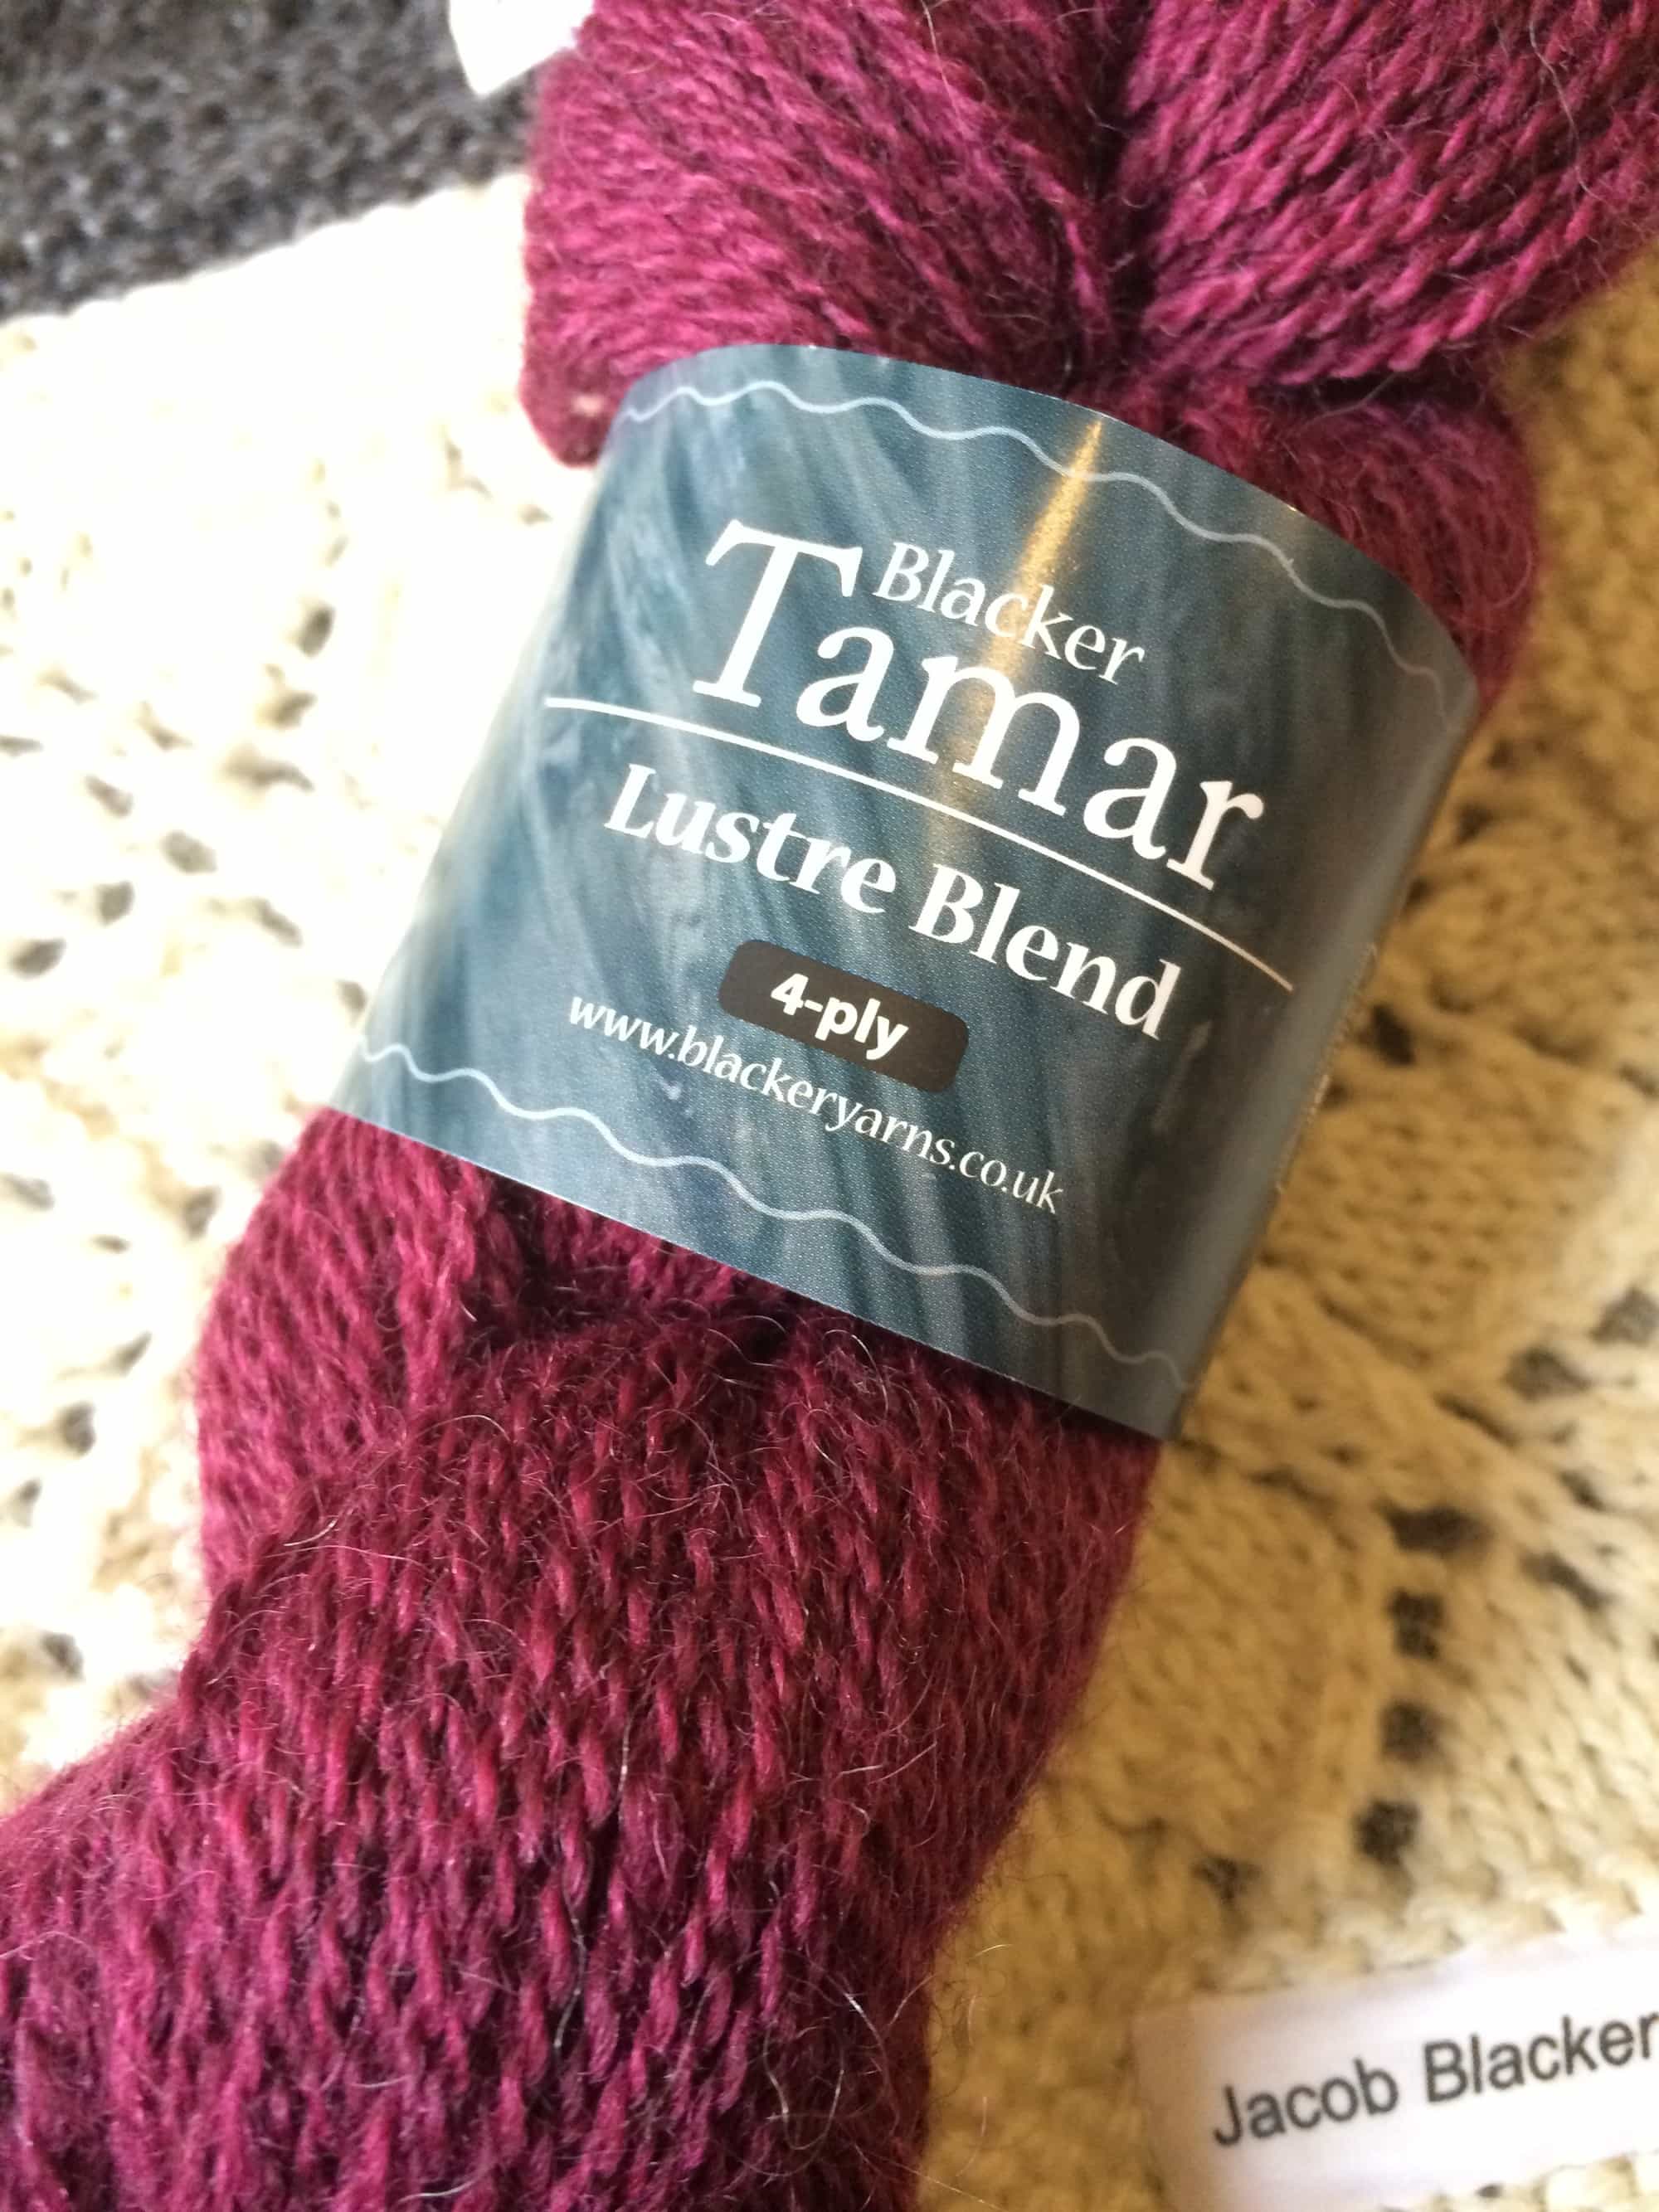 Blacker
Tamar
Lustre Blend
4-ply
www.blackeryarns.co.uk
Jacob Blacker